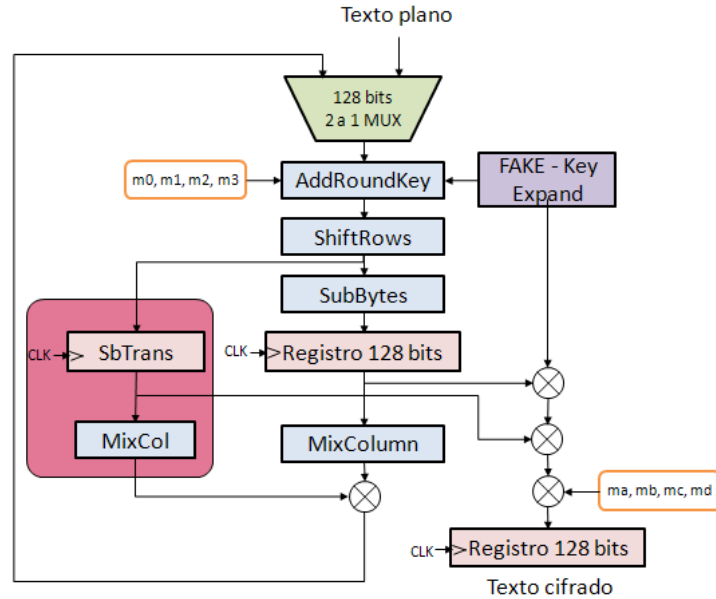 Texto plano
128 bits
2 a 1 MUX
m0, m1, m2, m3
AddRoundKey
FAKE - Key
Expand
ShiftRows
SubBytes
CLK
SbTrans
CLK
Registro 128 bits
MixCol
MixColumn
ma, mb, mc, md
CLK
Registro 128 bits
Texto cifrado